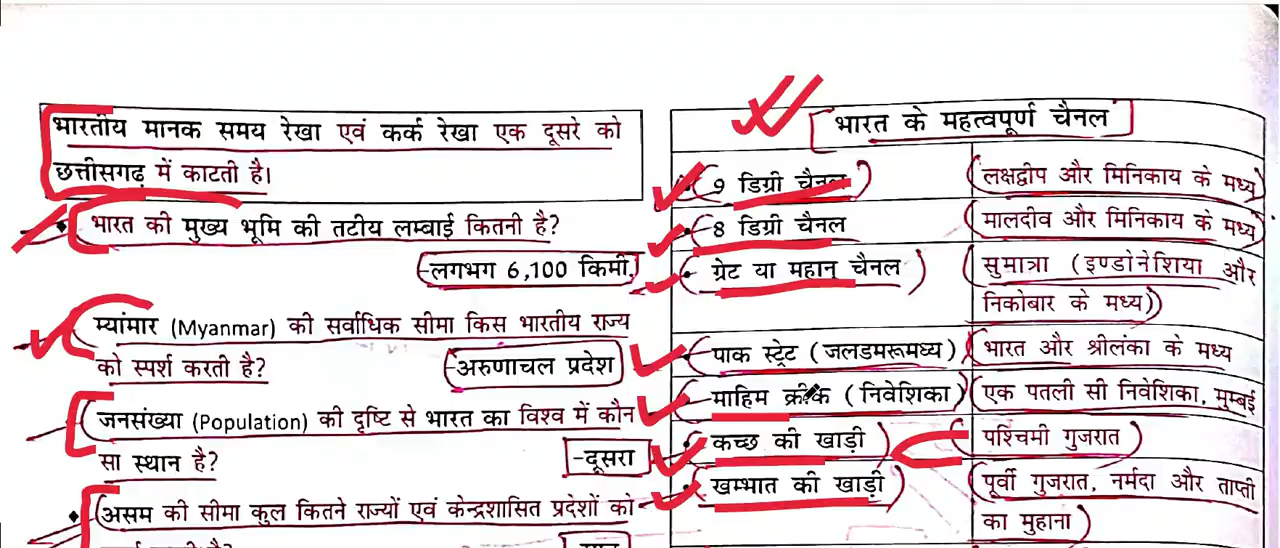 भारतीय मानक समय रेखा एवं कर्क रेखा एक दूसरे को
छत्तीसगढ़ में काटती है।
भारत की मुख्य भूमि की तटीय लम्बाई कितनी है?
-लगभग 6,100 किमी.
म्यांमार (Myanmar) की सर्वाधिक सीमा किस भारतीय राज्य
को स्पर्श करती है?
-अरुणाचल प्रदेश
जनसंख्या (Population) की दृष्टि से भारत का विश्व में कौन
सा स्थान है?
-दूसरा
असम की सीमा कुल कितने राज्यों एवं केन्द्रशासित प्रदेशों को
भारत के महत्वपूर्ण चैनल
9 डिग्री चैनल
लक्षद्वीप और मिनिकाय के मध्य
8 डिग्री चैनल
मालदीव और मिनिकाय के मध्य
ग्रेट या महान चैनल
सुमात्रा (इण्डोनेशिया और
निकोबार के मध्य)
पाक स्ट्रेट (जलडमरूमध्य)
भारत और श्रीलंका के मध्य
माहिम क्रीक (निवेशिका)
एक पतली सी निवेशिका, मुम्बई
कच्छ की खाड़ी
पश्चिमी गुजरात
खम्भात की खाड़ी
पूर्वी गुजरात, नर्मदा और ताप्ती
का मुहाना